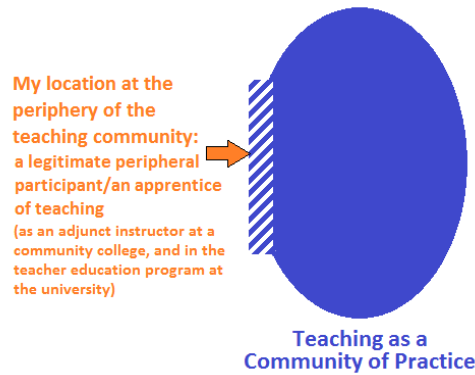 My location at the
periphery of the
teaching community:
a legitimate peripheral
participant/an apprentice
of teaching
(as an adjunct instructor at a
community college, and in the
teacher education program at
the university)
Teaching as a
Community of Practice